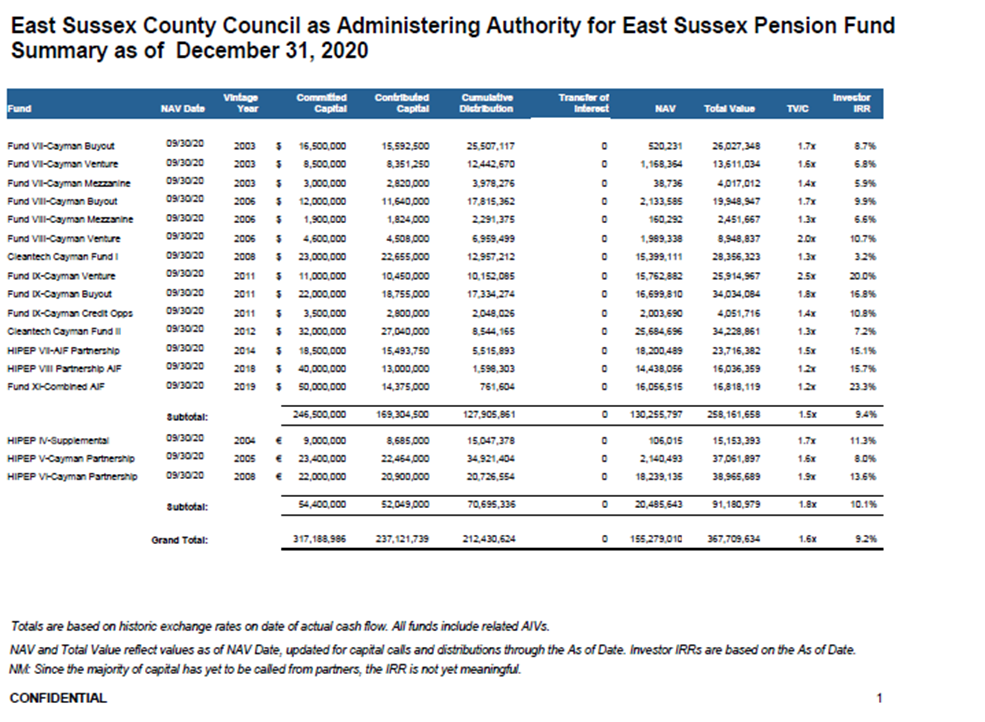 East Sussex County Council as Administering Authority for East Sussex Pension Fund
Summary as of December 31, 2020
Fund NAV Date Vintage Year Committed Capital Contributed Capital Cumulative Distribution Transfer of Interest NAV Total Value TV/C Investor IRR
Fund VII-Cayman Buyout 09/30/20 2003 $ 16,500,000 15,592,500 25,507,117 0 520,231 26,027,348 1.7x 8.7%
Fund VII-Cayman Venture 09/30/20 2003 $ 8,500,000 8,351,250 12,442,670 0 1,168,364 13,611,034 1.6x 6.8%
Fund VII-Cayman Mezzanine 09/30/20 2003 $ 3,000,000 2,820,000 3,978,276 0 38,736 4,017,012 1.4x 5.9%
Fund VIII-Cayman Buyout 09/30/20 2006 $ 12,000,000 11,640,000 17,815,362 0 2,133,585 19,948,947 1.7x 9.9%
Fund VIII-Cayman Mezzanine 09/30/20 2006 $ 1,900,000 1,824,000 2,291,375 0 160,292 2,451,667 1.3x 6.6%
Fund VIII-Cayman Venture 09/30/20 2006 $ 4,600,000 4,508,000 6,959,499 0 1,989,338 8,948,837 2.0x 10.7%
Cleantech Cayman Fund I 09/30/20 2008 $ 23,000,000 22,655,000 12,957,212 0 15,399,111 28,356,323 1.3x 3.2%
Fund IX-Cayman Venture 09/30/20 2011 $ 11,000,000 10,450,000 10,152,085 0 15,762,882 25,914,967 2.5x 20.0%
Fund IX-Cayman Buyout 09/30/20 2011 $ 22,000,000 18,755,000 17,334,274 0 16,699,810 34,034,084 1.8x 16.8%
Fund IX-Cayman Credit Opps 09/30/20 2011 $ 3,500,000 2,800,000 2,048,026 0 2,003,690 4,051,716 1.4x 10.8%
Cleantech Cayman Fund II 09/30/20 2012 $ 32,000,000 27,040,000 8,544,165 0 25,684,696 34,228,861 1.3x 7.2%
HIPEP VII-AIF Partnership 09/30/20 2014 $ 18,500,000 15,493,750 5,515,893 0 18,200,489 23,716,382 1.5x 15.1%
HIPEP VIII Partnership AIF 09/30/20 2018 $ 40,000,000 13,000,000 1,598,303 0 14,438,056 16,036,359 1.2x 15.7%
Fund XI-Combined AIF 09/30/20 2019 $ 50,000,000 14,375,000 761,604 0 16,056,515 16,818,119 1.2x 23.3%
Subtotal: 246,500,000 169,304,500 127,905,861 0 130,255,797 258,161,658 1.5x 9.4%
HIPEP IV-Supplemental 09/30/20 2004 € 9,000,000 8,685,000 15,047,378 0 106,015 15,153,393 1.7x 11.3%
HIPEP V-Cayman Partnership 09/30/20 2005 € 23,400,000 22,464,000 34,921,404 0 2,140,493 37,061,897 1.6x 8.0%
HIPEP VI-Cayman Partnership 09/30/20 2008 € 22,000,000 20,900,000 20,726,554 0 18,239,135 38,965,689 1.9x 13.6%
Subtotal: 54,400,000 52,049,000 70,695,336 0 20,485,643 91,180,979 1.8x 10.1%
Grand Total: 317,188,986 237,121,739 212,430,624 0 155,279,010 367,709,634 1.6x 9.2%
Totals are based on historic exchange rates on date of actual cash flow. All funds include related AIVs.
NAV and Total Value reflect values as of NAV Date, updated for capital calls and distributions through the As of Date. Investor IRRs are based on the As of Date.
NM: Since the majority of capital has yet to be called from partners, the IRR is not yet meaningful.
CONFIDENTIAL 1